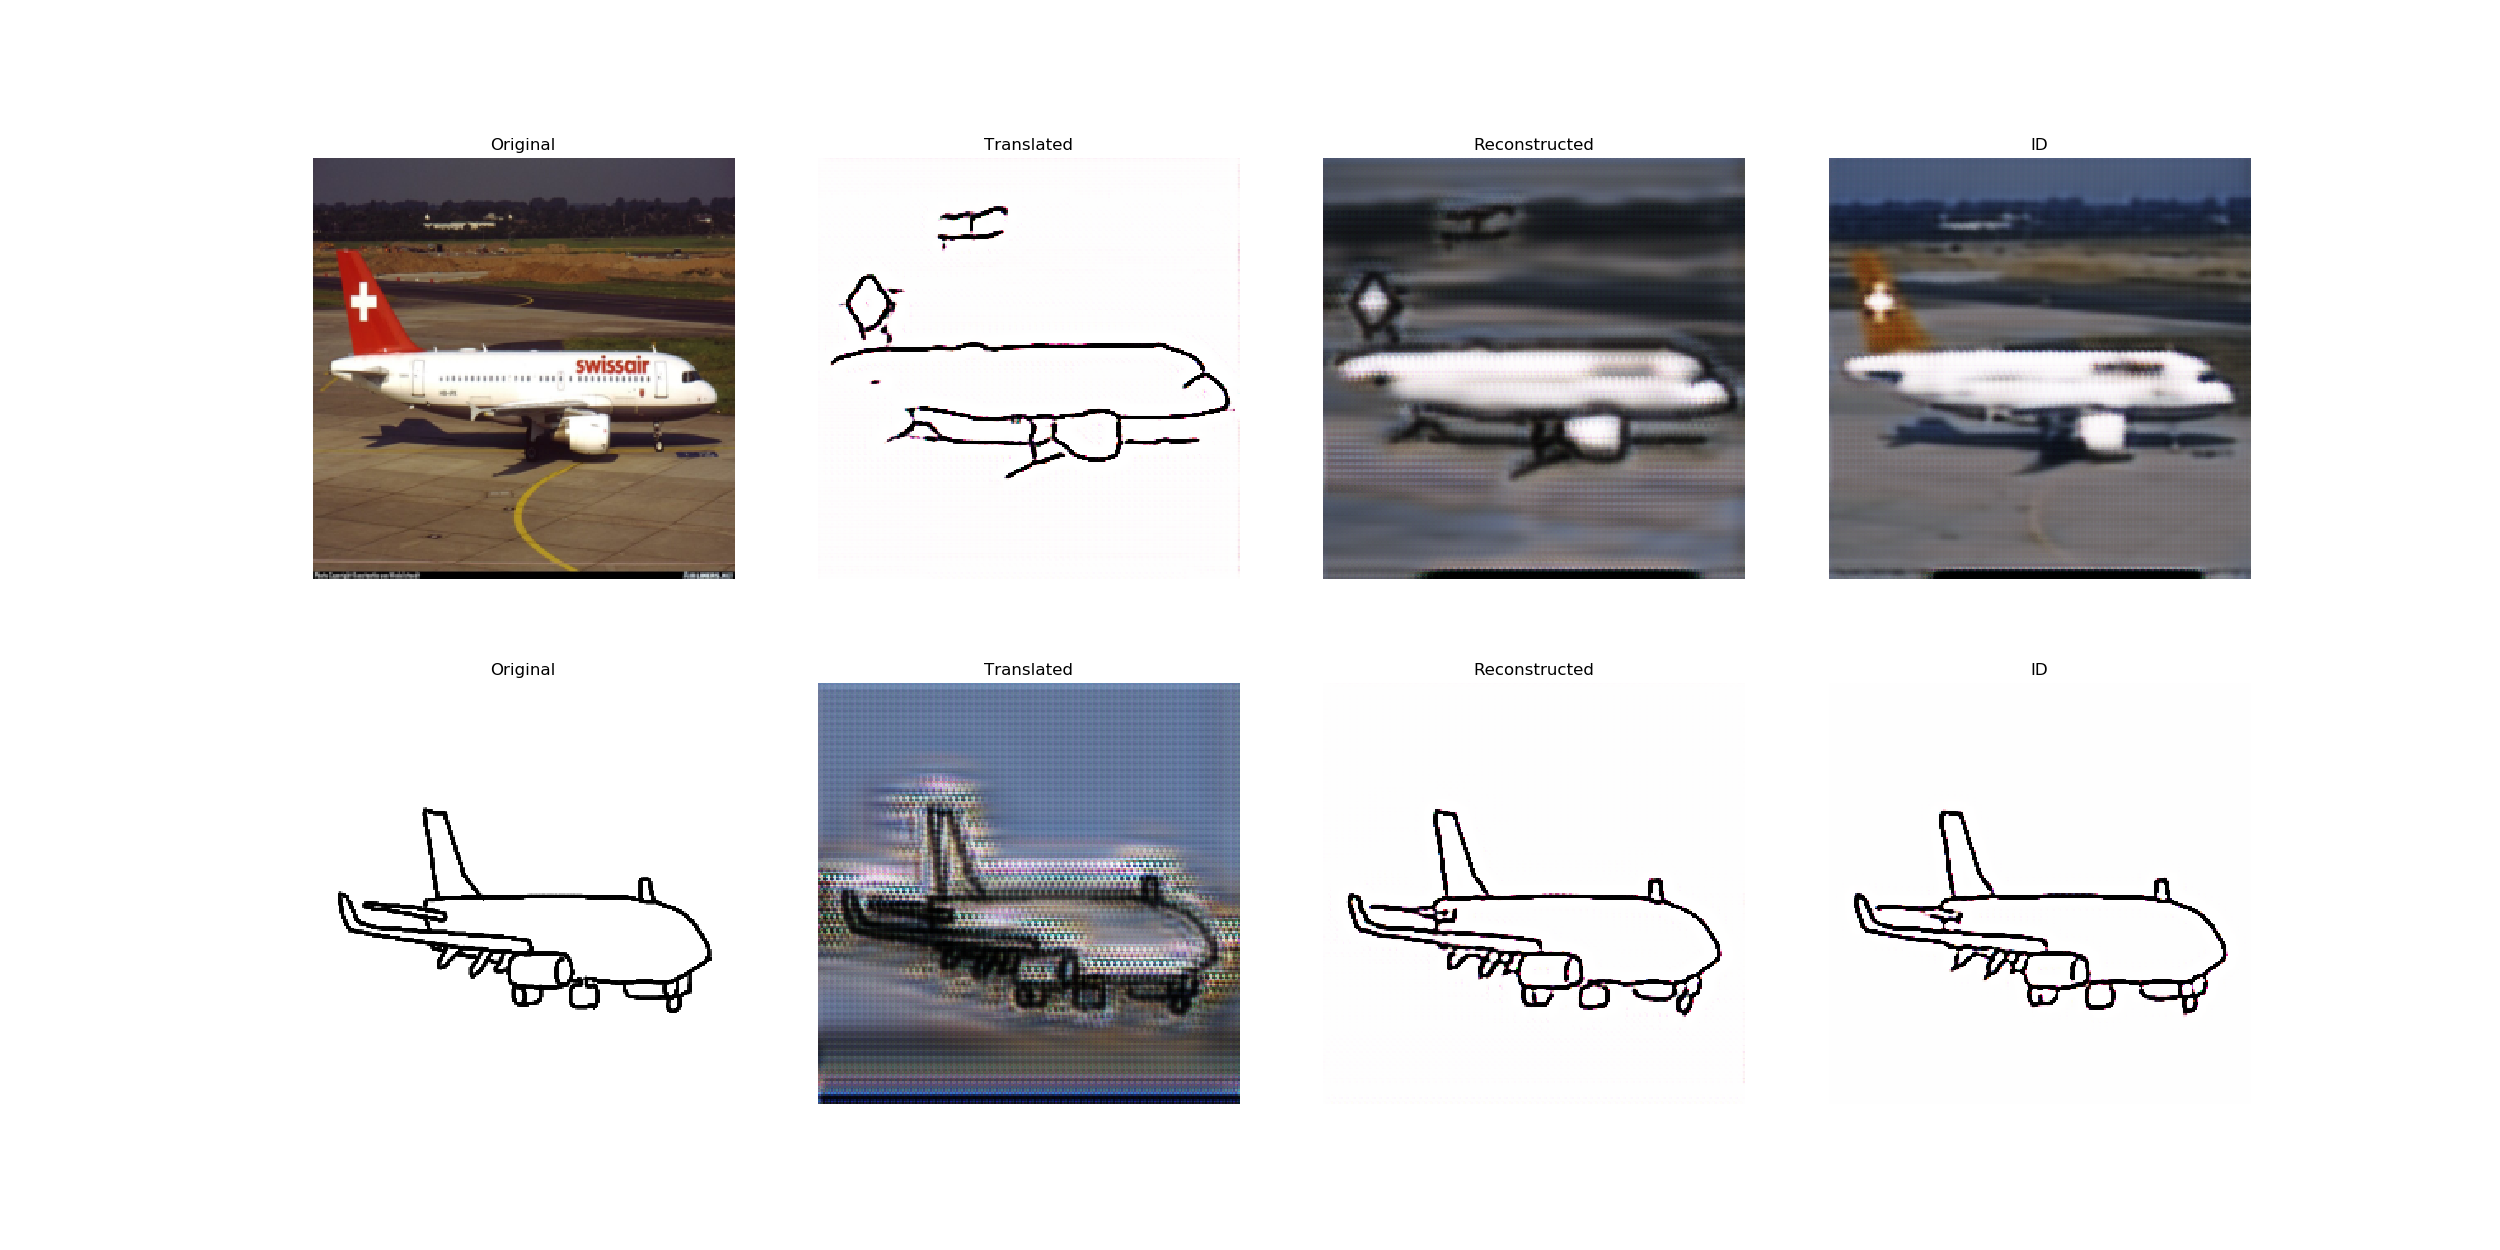 Original
Translated
Reconstructed
ID
swissair
Original
Translated
Reconstructed
ID